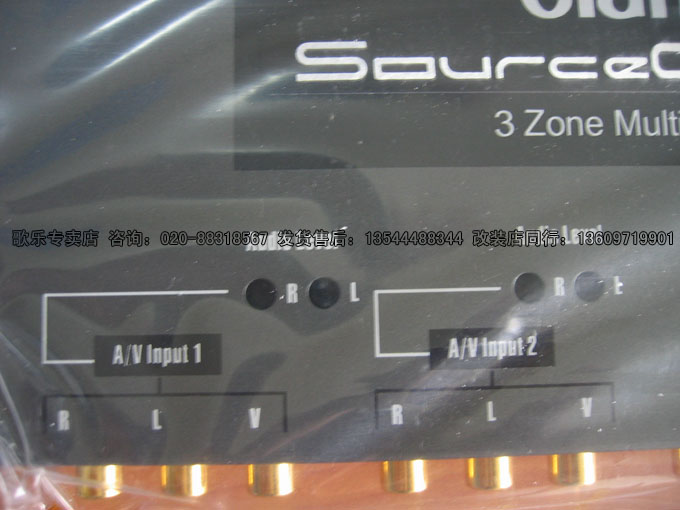 Source
3 Zone Multi
歌乐专卖店 咨询: 020-88318567 发货售后: 13544488344 改装店同行: 13609719901
R L
R L
A/V Input 1
A/V Input 2
R L V
R L V